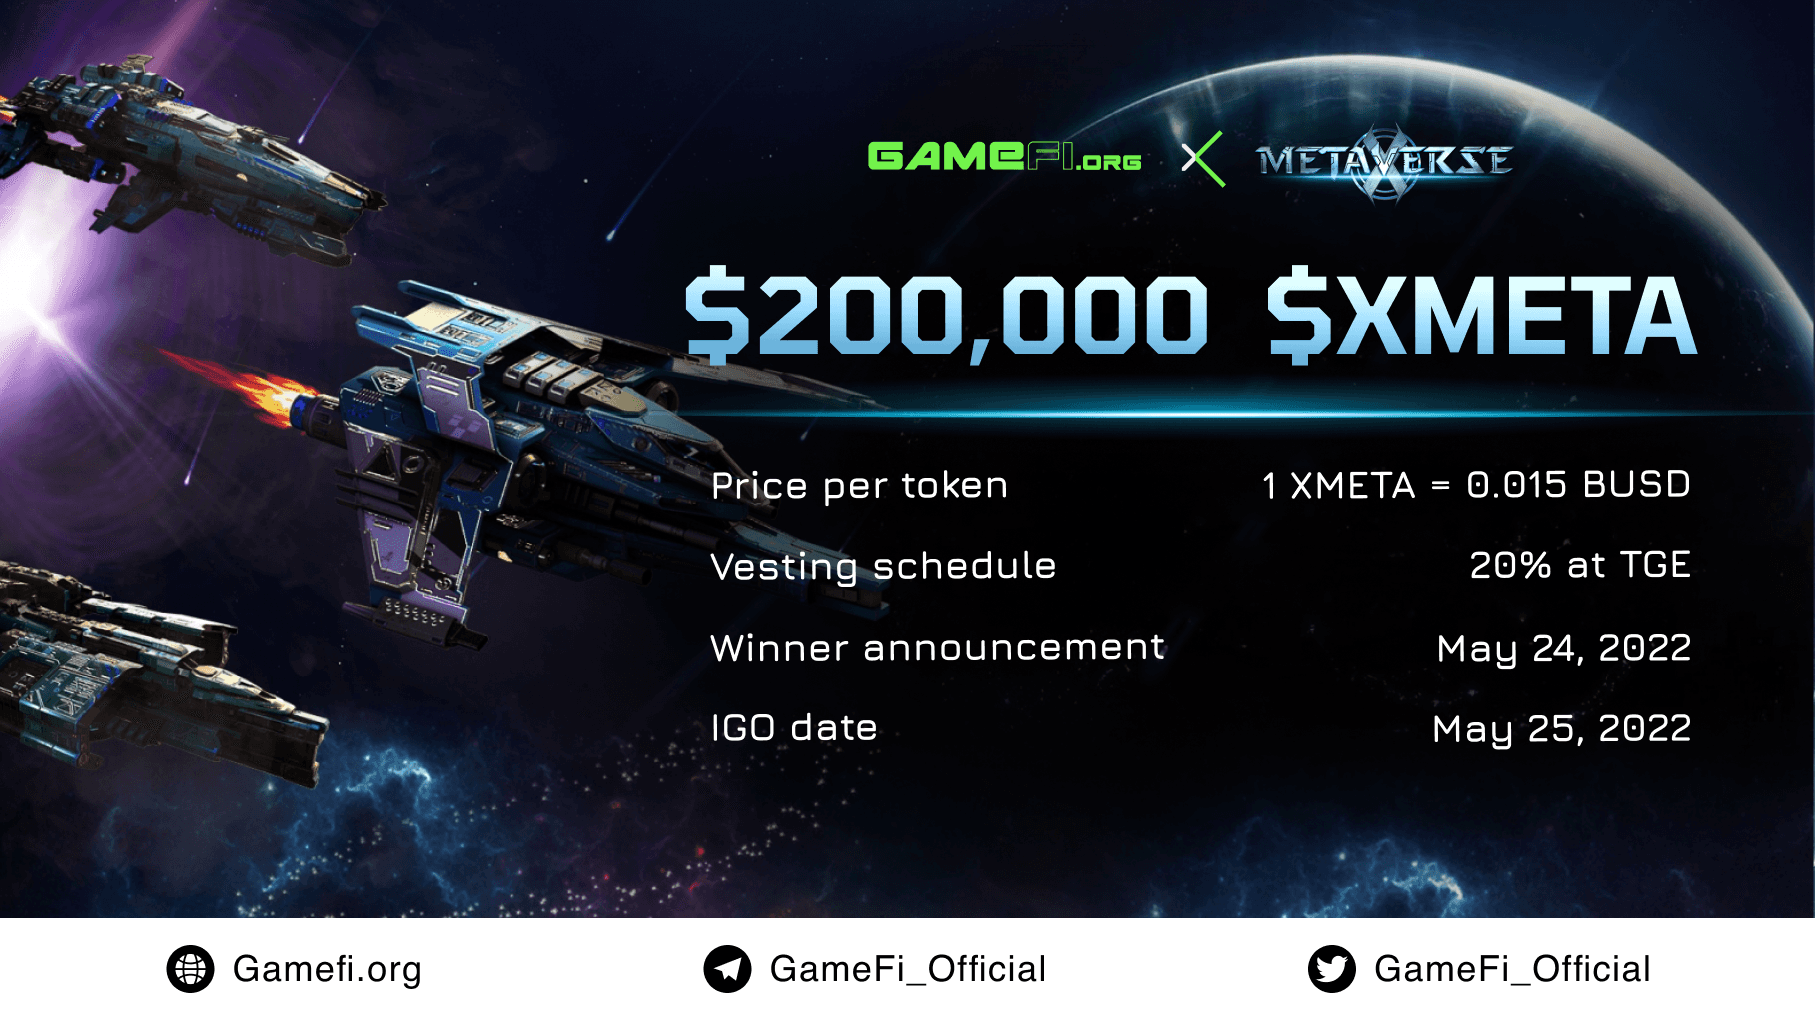 GAMEFI.ORG X METAVERSE
$200,000 $XMETA
Price per token 1 XMETA = 0.015 BUSD
Vesting schedule 20% at TGE
Winner announcement May 24, 2022
IGO date May 25, 2022
Gamefi.org GameFi_Official GameFi_Official